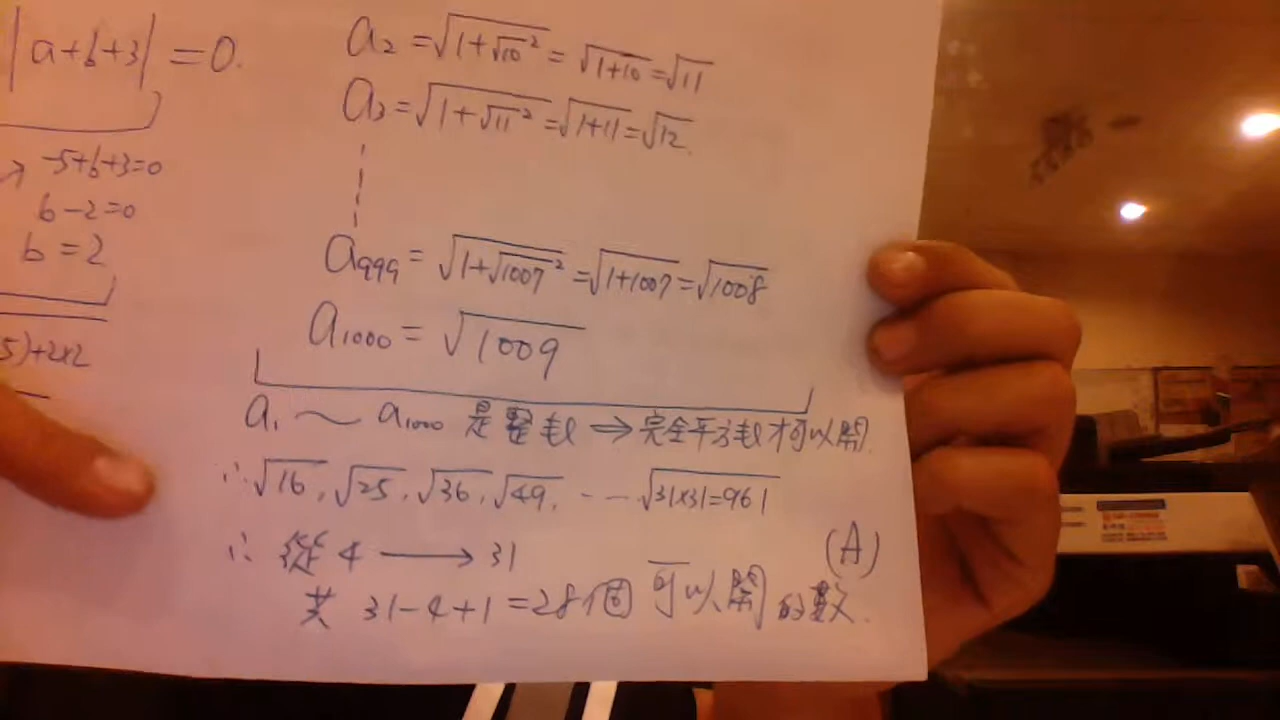 |a+b+3| = 0.
→ -5+b+3=0
b-2=0
b=2
5)+2×2
a₂ = √(1+√10²) = √(1+10) = √11
a₃ = √(1+√11²) = √(1+11) = √12.
a₉₉₉ = √(1+√1007²) = √(1+1007) = √1008
a₁₀₀₀ = √1009
a₁ ～ a₁₀₀₀ 是整數 → 完全平方數才可以開.
∴ √16, √25, √36, √49, ---- √31×31=961
∴ 從 4 → 31 (A)
共 31-4+1=28個 可以開的數.